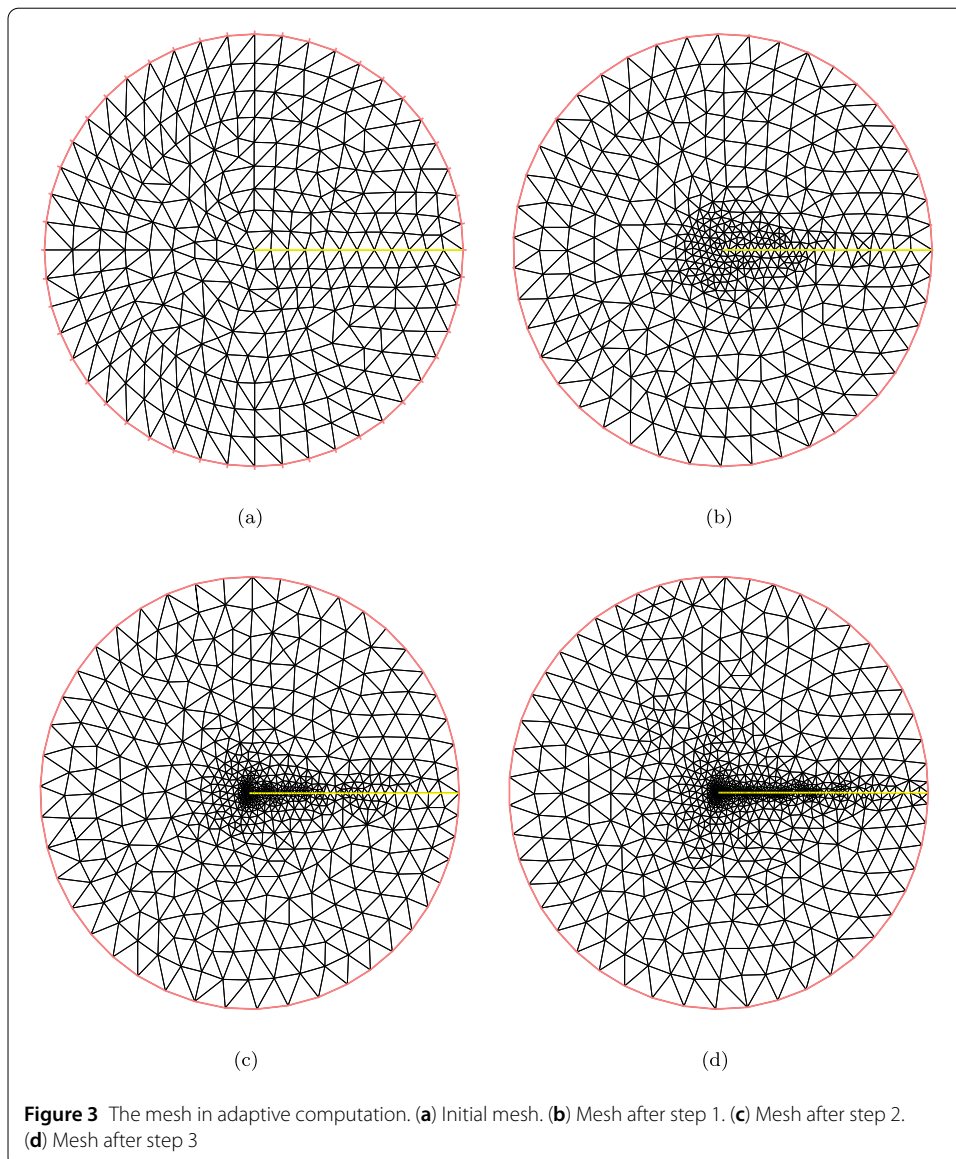 (a)
(b)
(c)
(d)
Figure 3 The mesh in adaptive computation. (a) Initial mesh. (b) Mesh after step 1. (c) Mesh after step 2.
(d) Mesh after step 3